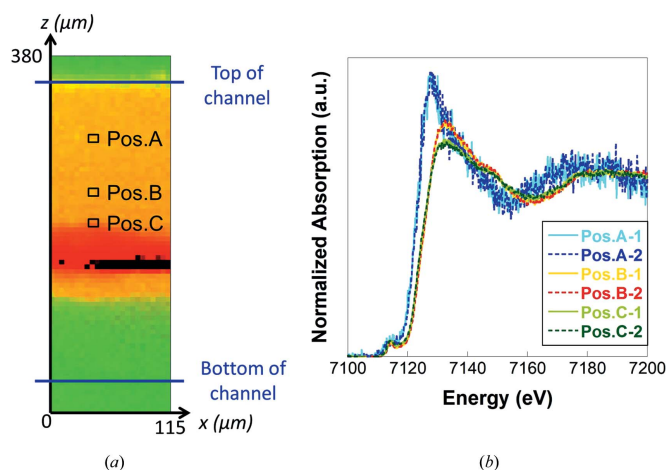 z (μm)
380
Top of
channel
Pos.A
Pos.B
Pos.C
Bottom of
channel
0
115
x (μm)
(a)
Normalized Absorption (a.u.)
Pos.A-1
Pos.A-2
Pos.B-1
Pos.B-2
Pos.C-1
Pos.C-2
7100 7120 7140 7160 7180 7200
Energy (eV)
(b)